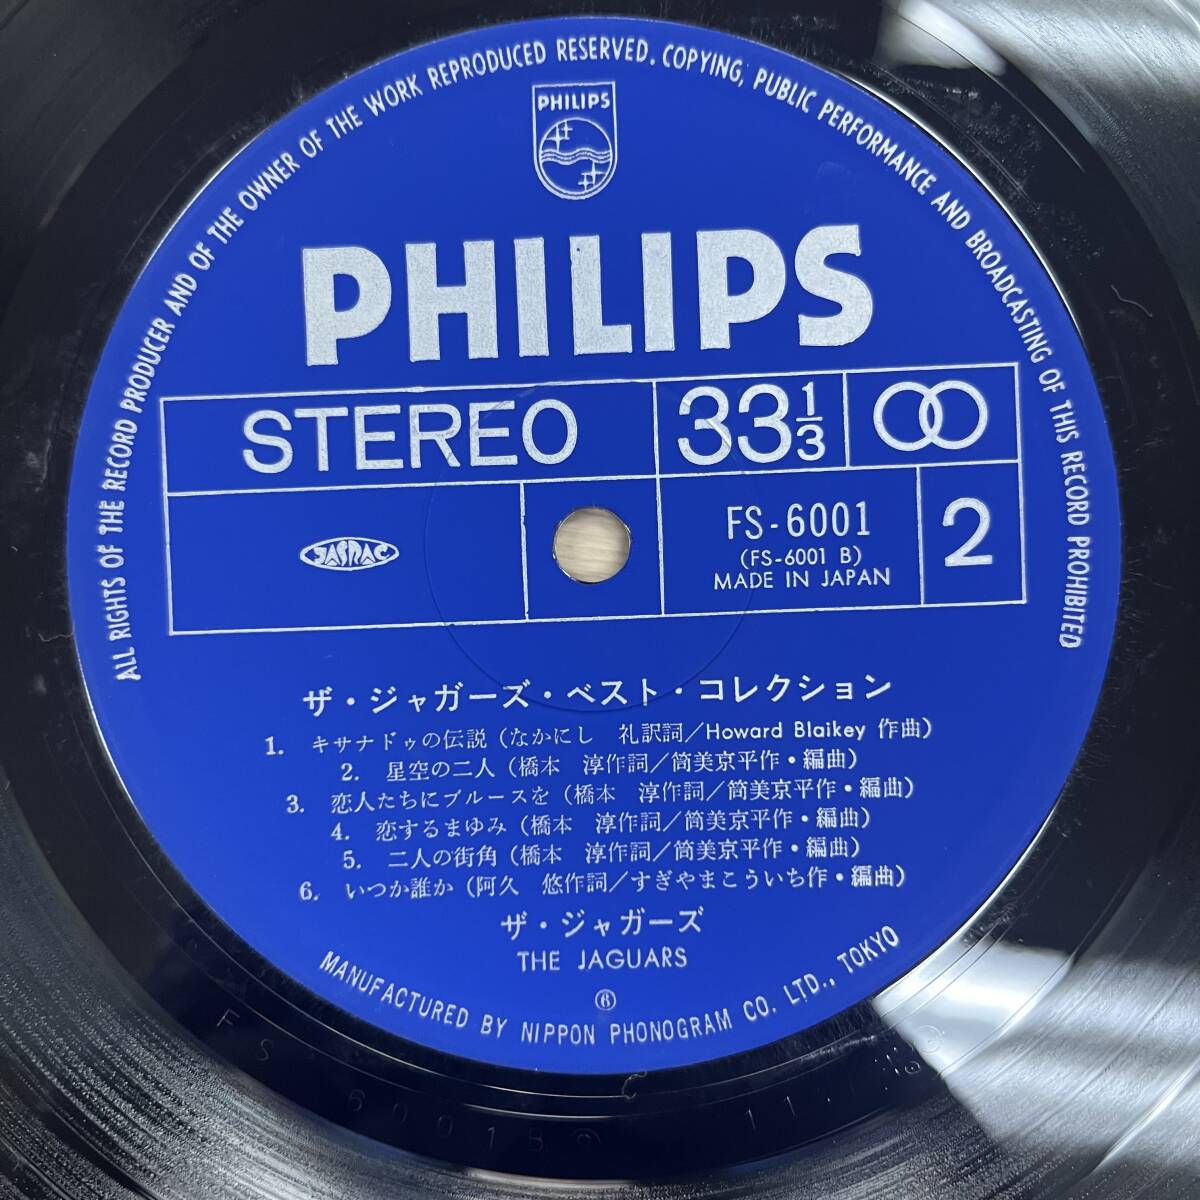 ALL RIGHTS OF THE RECORD PRODUCER AND OF THE OWNER OF THE WORK REPRODUCED RESERVED. COPYING, PUBLIC PERFORMANCE AND BROADCASTING OF THIS RECORD PROHIBITED
PHILIPS
PHILIPS
STEREO 33 1/3
JASRAC FS-6001 2
(FS-6001 B)
MADE IN JAPAN
ザ・ジャガーズ・ベスト・コレクション
1. キサナドゥの伝説(なかにし 礼訳詞/Howard Blaikey 作曲)
2. 星空の二人(橋本 淳作詞/筒美京平作・編曲)
3. 恋人たちにブルースを(橋本 淳作詞/筒美京平作・編曲)
4. 恋するまゆみ(橋本 淳作詞/筒美京平作・編曲)
5. 二人の街角(橋本 淳作詞/筒美京平作・編曲)
6. いつか誰か(阿久 悠作詞/すぎやまこういち作・編曲)
ザ・ジャガーズ
THE JAGUARS
MANUFACTURED BY NIPPON PHONOGRAM CO. LTD., TOKYO
FS 6001B